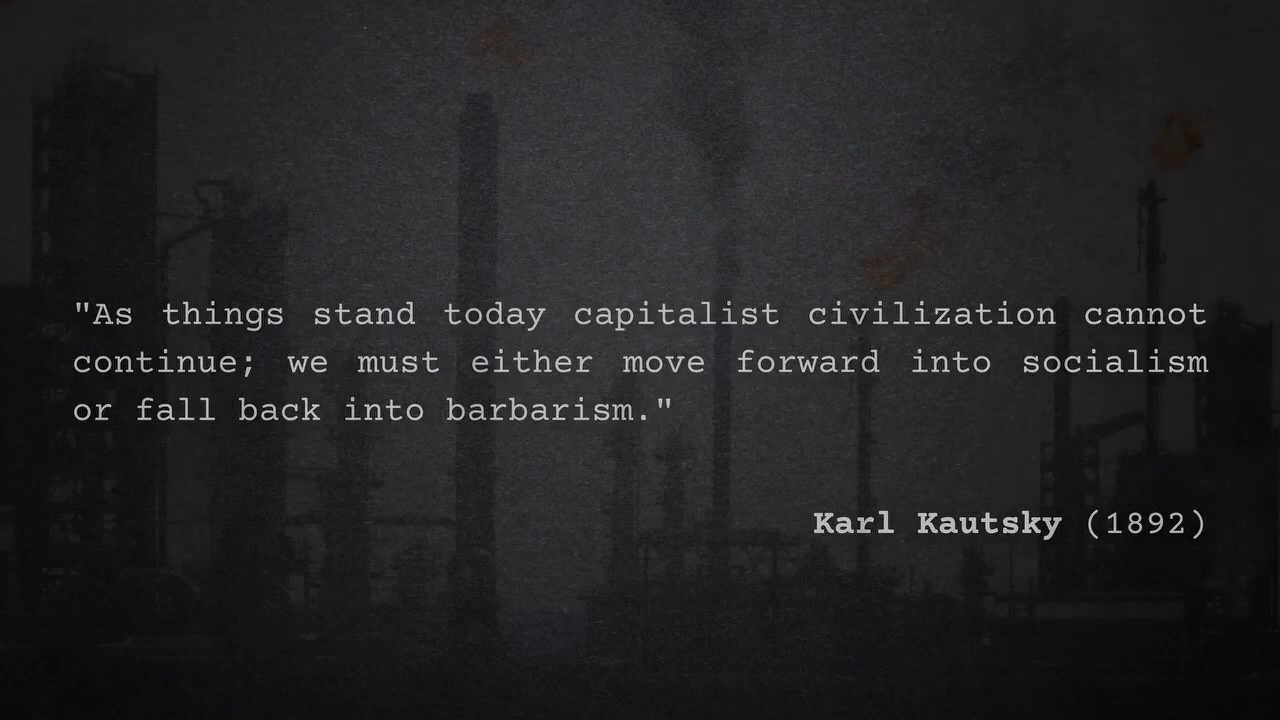 "As things stand today capitalist civilization cannot
continue; we must either move forward into socialism
or fall back into barbarism."
Karl Kautsky (1892)